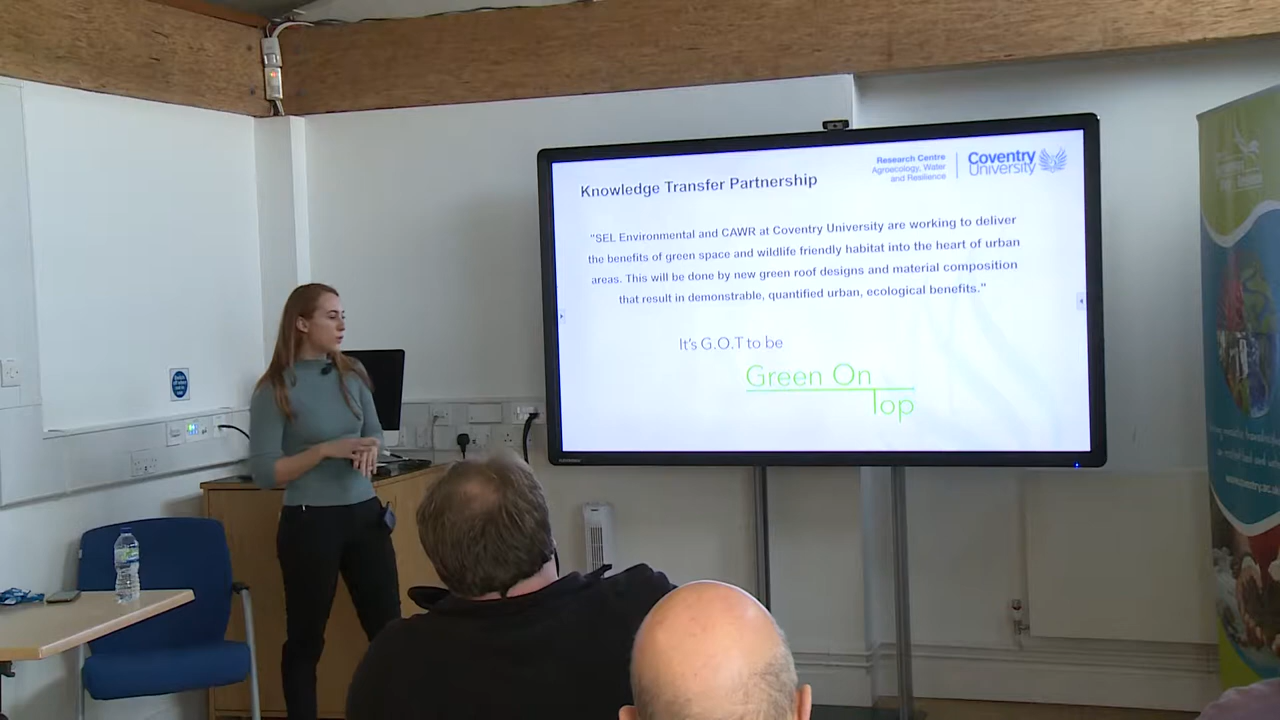 Knowledge Transfer Partnership
Research Centre
Agroecology, Water
and Resilience
Coventry
University
"SEL Environmental and CAWR at Coventry University are working to deliver
the benefits of green space and wildlife friendly habitat into the heart of urban
areas. This will be done by new green roof designs and material composition
that result in demonstrable, quantified urban, ecological benefits."
It's G.O.T to be
Green On
Top